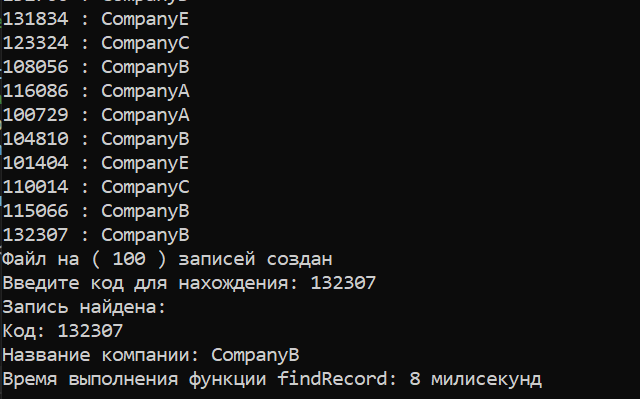 131834 : CompanyE
123324 : CompanyC
108056 : CompanyB
116086 : CompanyA
100729 : CompanyA
104810 : CompanyB
101404 : CompanyE
110014 : CompanyC
115066 : CompanyB
132307 : CompanyB
Файл на ( 100 ) записей создан
Введите код для нахождения: 132307
Запись найдена:
Код: 132307
Название компании: CompanyB
Время выполнения функции findRecord: 8 милисекунд